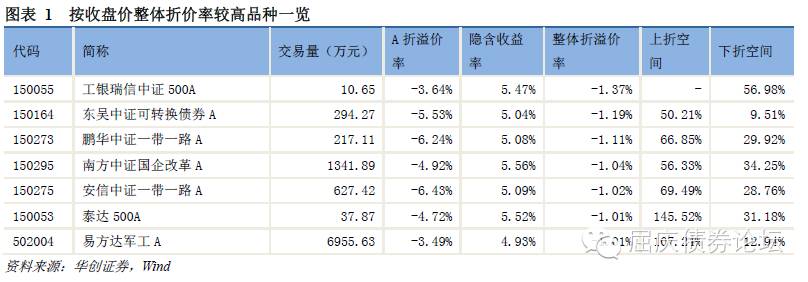 图表 1 按收盘价整体折价率较高品种一览
代码 简称 交易量（万元） A 折溢价率 隐含收益率 整体折溢价率 上折空间 下折空间
150055 工银瑞信中证 500A 10.65 -3.64% 5.47% -1.37% - 56.98%
150164 东吴中证可转换债券 A 294.27 -5.53% 5.04% -1.19% 50.21% 9.51%
150273 鹏华中证一带一路 A 217.11 -6.24% 5.08% -1.11% 66.85% 29.92%
150295 南方中证国企改革 A 1341.89 -4.92% 5.56% -1.04% 56.33% 34.25%
150275 安信中证一带一路 A 627.42 -6.43% 5.09% -1.02% 69.49% 28.76%
150053 泰达 500A 37.87 -4.72% 5.52% -1.01% 145.52% 31.18%
502004 易方达军工 A 6955.63 -3.49% 4.93%
屈庆债券论坛
资料来源：华创证券，Wind